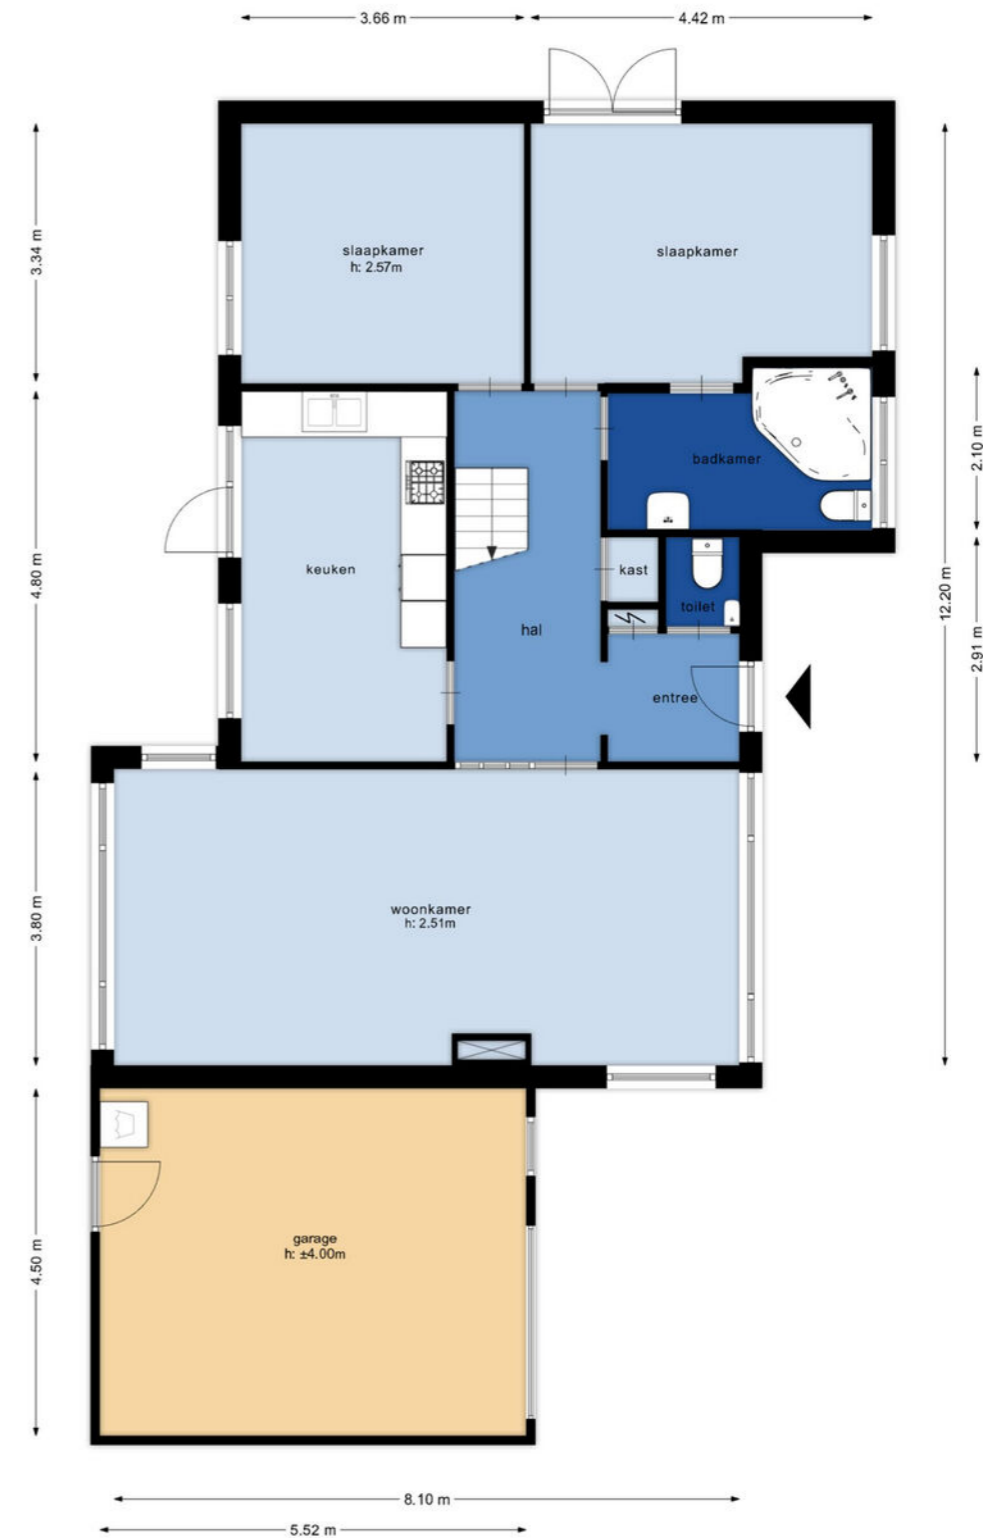 3.66 m
4.42 m
3.34 m
slaapkamer
h: 2.57m
slaapkamer
4.80 m
2.10 m
badkamer
keuken
kast
toilet
hal
12.20 m
2.91 m
entree
3.80 m
woonkamer
h: 2.51m
4.50 m
garage
h: ±4.00m
8.10 m
5.52 m